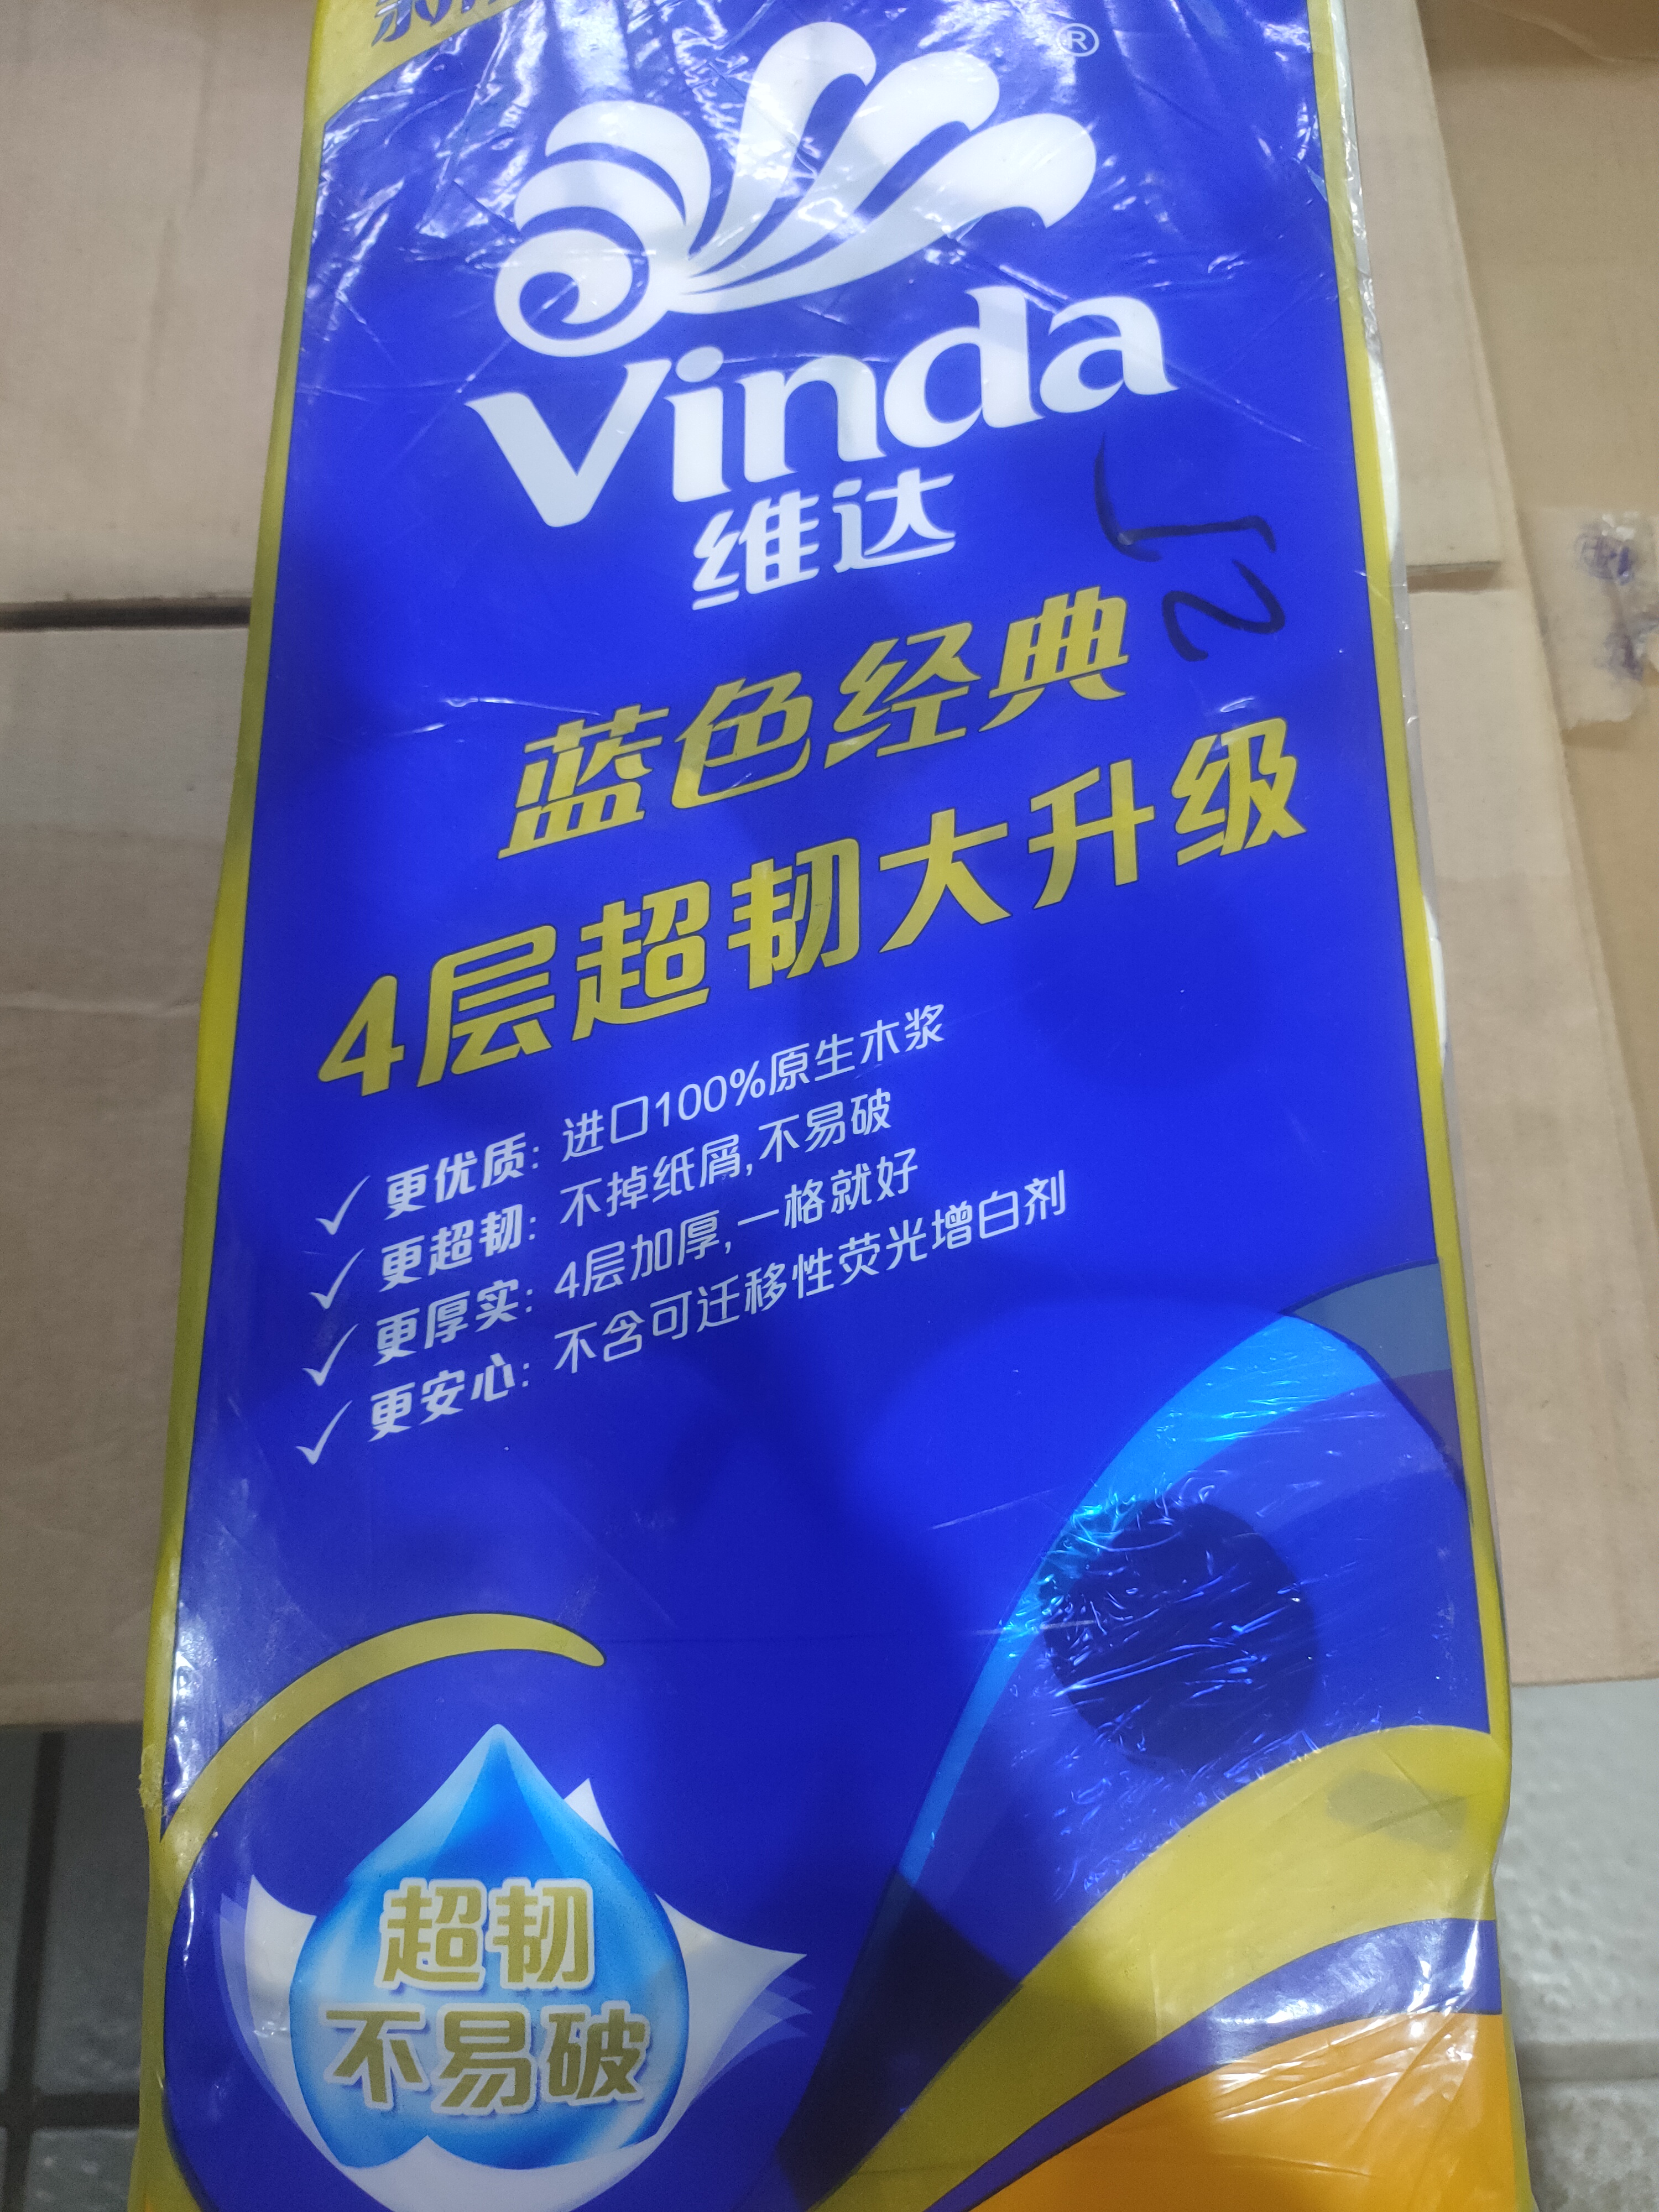 ®
Vinda
维达
蓝色经典
4层超韧大升级
✓ 更优质: 进口100%原生木浆
✓ 更超韧: 不掉纸屑,不易破
✓ 更厚实: 4层加厚,一格就好
✓ 更安心: 不含可迁移性荧光增白剂
超韧
不易破